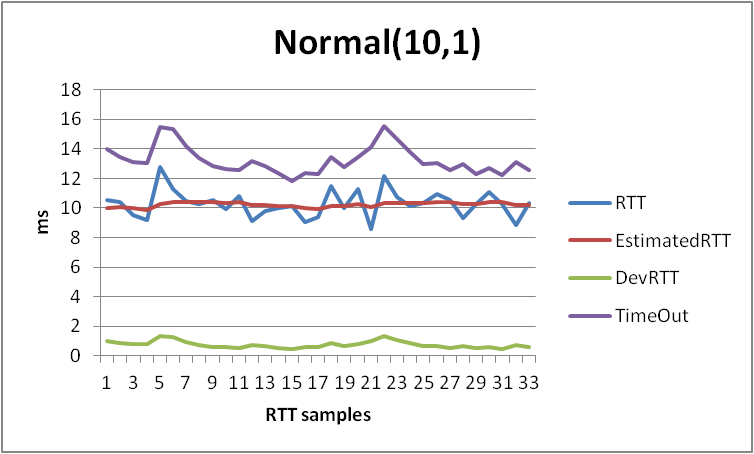 Normal(10,1)
18
16
14
12
10
8
6
4
2
0
ms
1 3 5 7 9 11 13 15 17 19 21 23 25 27 29 31 33
RTT samples
RTT
EstimatedRTT
DevRTT
TimeOut